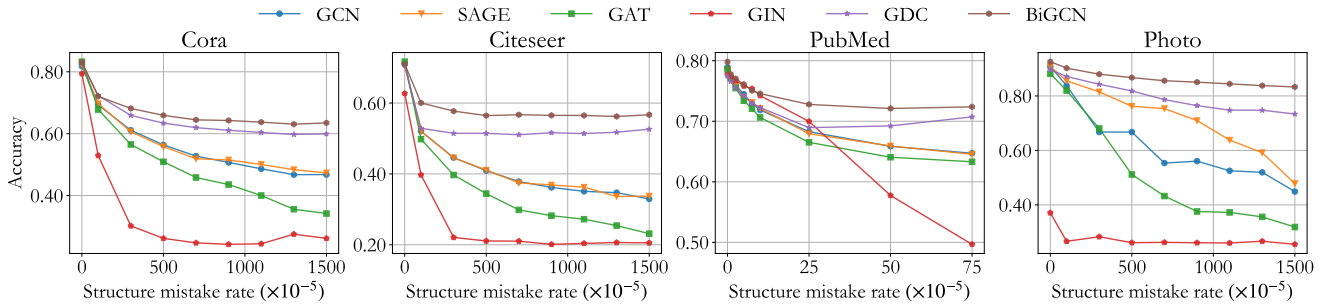 GCN SAGE GAT GIN GDC BiGCN
Cora Citeseer PubMed Photo
Accuracy
0.80 0.60 0.40
0.60 0.40 0.20
0.80 0.70 0.60 0.50
0.80 0.60 0.40
0 500 1000 1500 0 500 1000 1500 0 25 50 75 0 500 1000 1500
Structure mistake rate (×10⁻⁵) Structure mistake rate (×10⁻⁵) Structure mistake rate (×10⁻⁵) Structure mistake rate (×10⁻⁵)